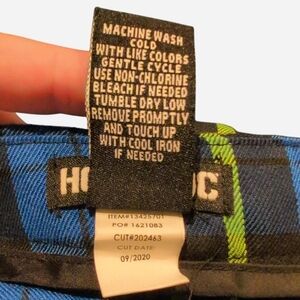 MACHINE WASH
COLD
WITH LIKE COLORS
GENTLE CYCLE
USE NON-CHLORINE
BLEACH IF NEEDED
TUMBLE DRY LOW
REMOVE PROMPTLY
AND TOUCH UP
WITH COOL IRON
IF NEEDED
ITEM#13425701
PO# 1621083
CUT#202463
CUT DATE:
09/2020